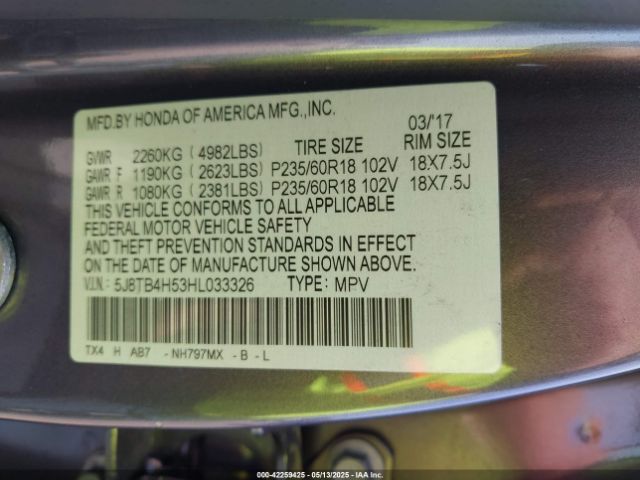 MFD.BY HONDA OF AMERICA MFG.,INC. 03/'17
GVWR 2260KG (4982LBS) TIRE SIZE RIM SIZE
GAWR F 1190KG (2623LBS) P235/60R18 102V 18X7.5J
GAWR R 1080KG (2381LBS) P235/60R18 102V 18X7.5J
THIS VEHICLE CONFORMS TO ALL APPLICABLE
FEDERAL MOTOR VEHICLE SAFETY
AND THEFT PREVENTION STANDARDS IN EFFECT
ON THE DATE OF MANUFACTURE SHOWN ABOVE.
V.I.N.: 5J8TB4H53HL033326 TYPE: MPV
TX4 H AB7 - NH797MX - B - L
000-42259425 - 05/13/2025 - IAAI.COM